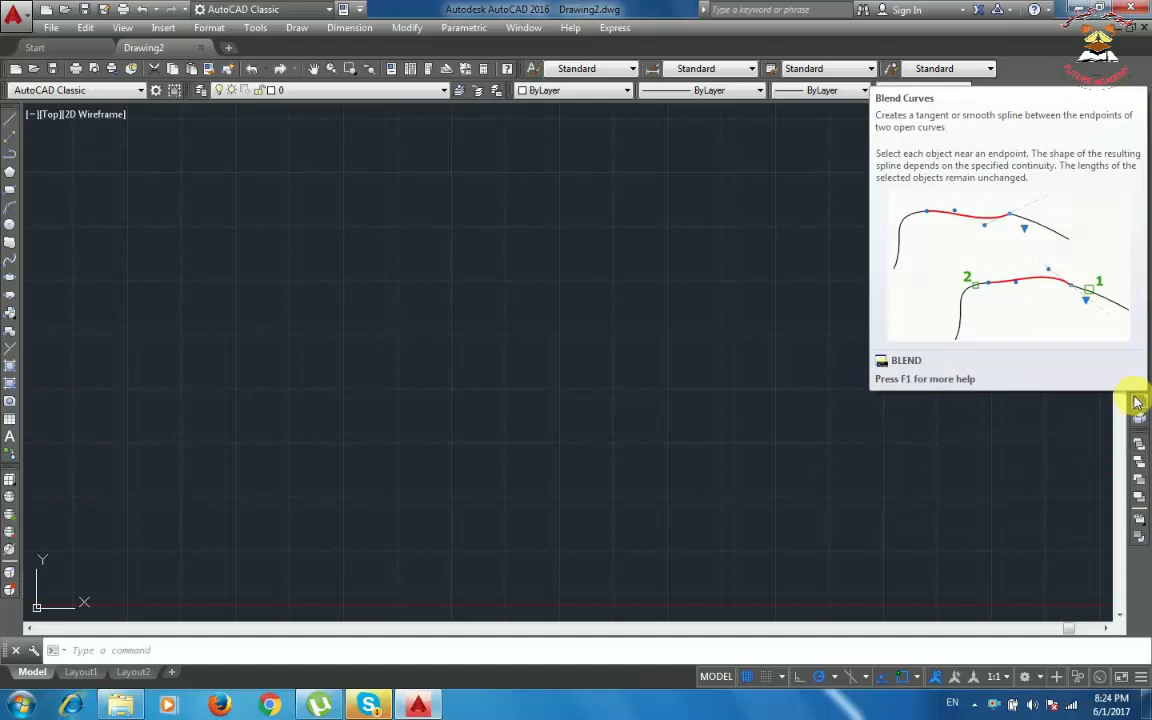 AutoCAD Classic
Autodesk AutoCAD 2016 Drawing2.dwg
Type a keyword or phrase
Sign In
File Edit View Insert Format Tools Draw Dimension Modify Parametric Window Help Express
Start Drawing2
Standard Standard Standard Standard
AutoCAD Classic 0 ByLayer ByLayer ByLayer
[−][Top][2D Wireframe]
FUTURE ACADEMY
Blend Curves
Creates a tangent or smooth spline between the endpoints of
two open curves
Select each object near an endpoint. The shape of the resulting
spline depends on the specified continuity. The lengths of the
selected objects remain unchanged.
2 1
BLEND
Press F1 for more help
A
Y
X
Type a command
Model Layout1 Layout2
MODEL 1:1
EN
8:24 PM
6/1/2017